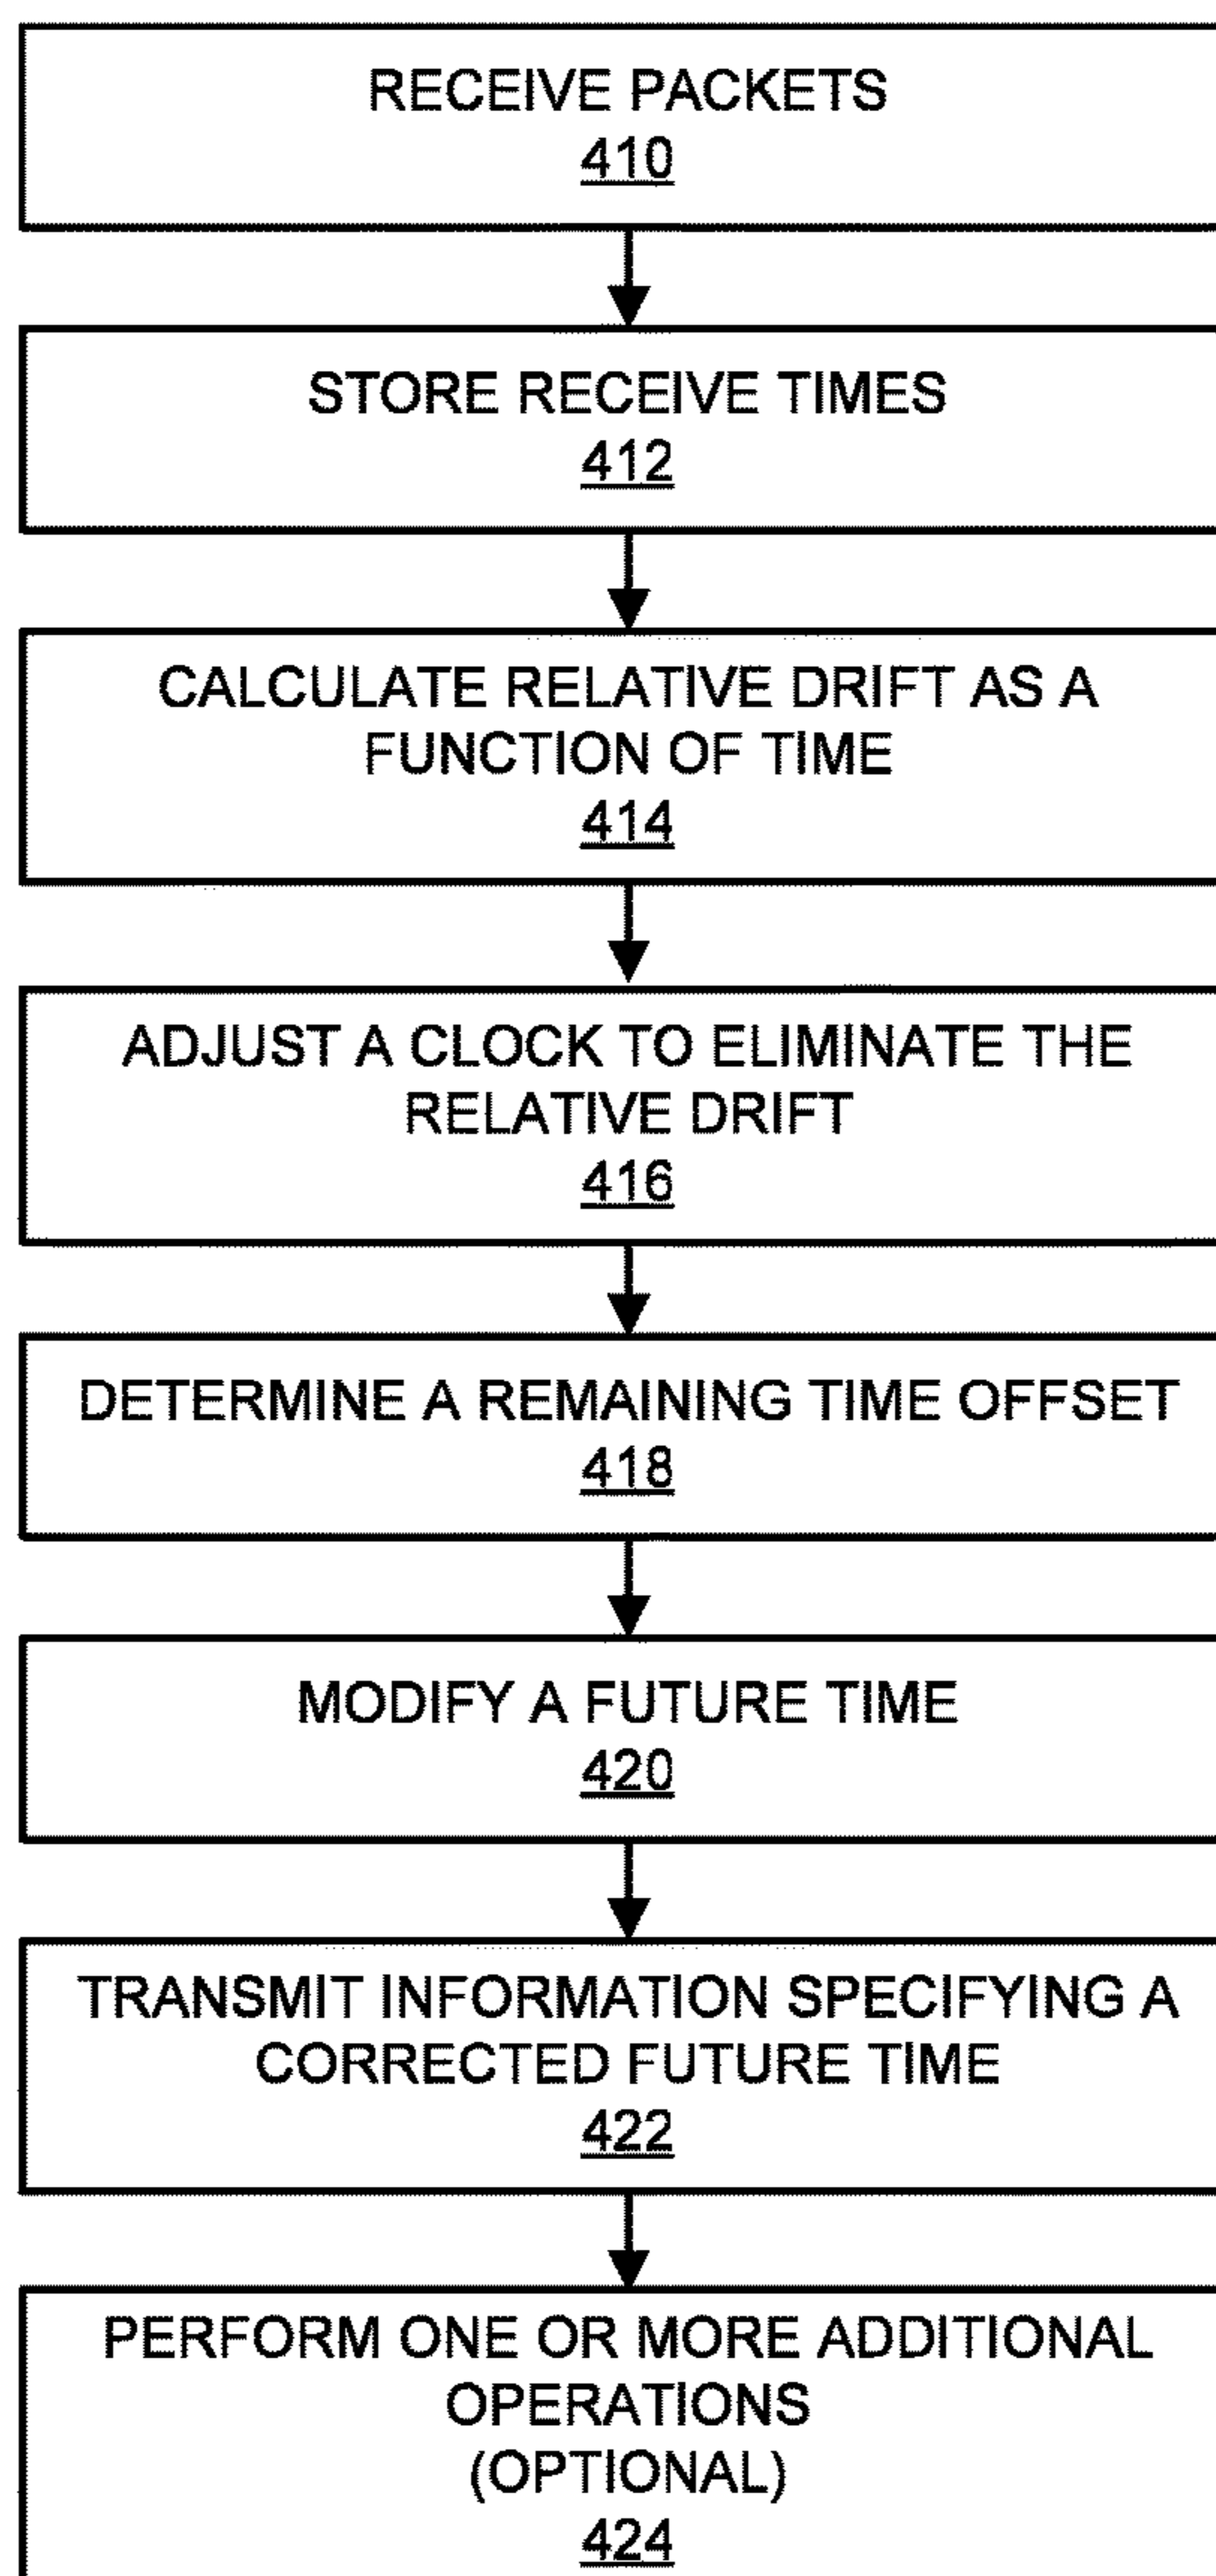 RECEIVE PACKETS
410
STORE RECEIVE TIMES
412
CALCULATE RELATIVE DRIFT AS A
FUNCTION OF TIME
414
ADJUST A CLOCK TO ELIMINATE THE
RELATIVE DRIFT
416
DETERMINE A REMAINING TIME OFFSET
418
MODIFY A FUTURE TIME
420
TRANSMIT INFORMATION SPECIFYING A
CORRECTED FUTURE TIME
422
PERFORM ONE OR MORE ADDITIONAL
OPERATIONS
(OPTIONAL)
424